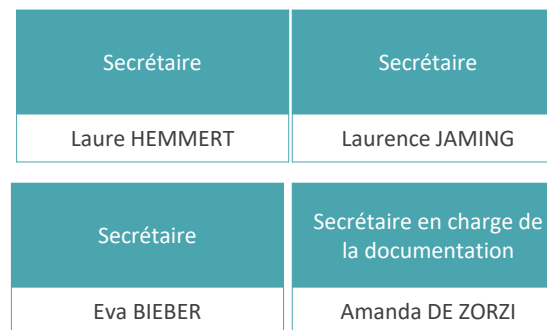 Secrétaire
Secrétaire
Laure HEMMERT
Laurence JAMING
Secrétaire
Secrétaire en charge de
la documentation
Eva BIEBER
Amanda DE ZORZI